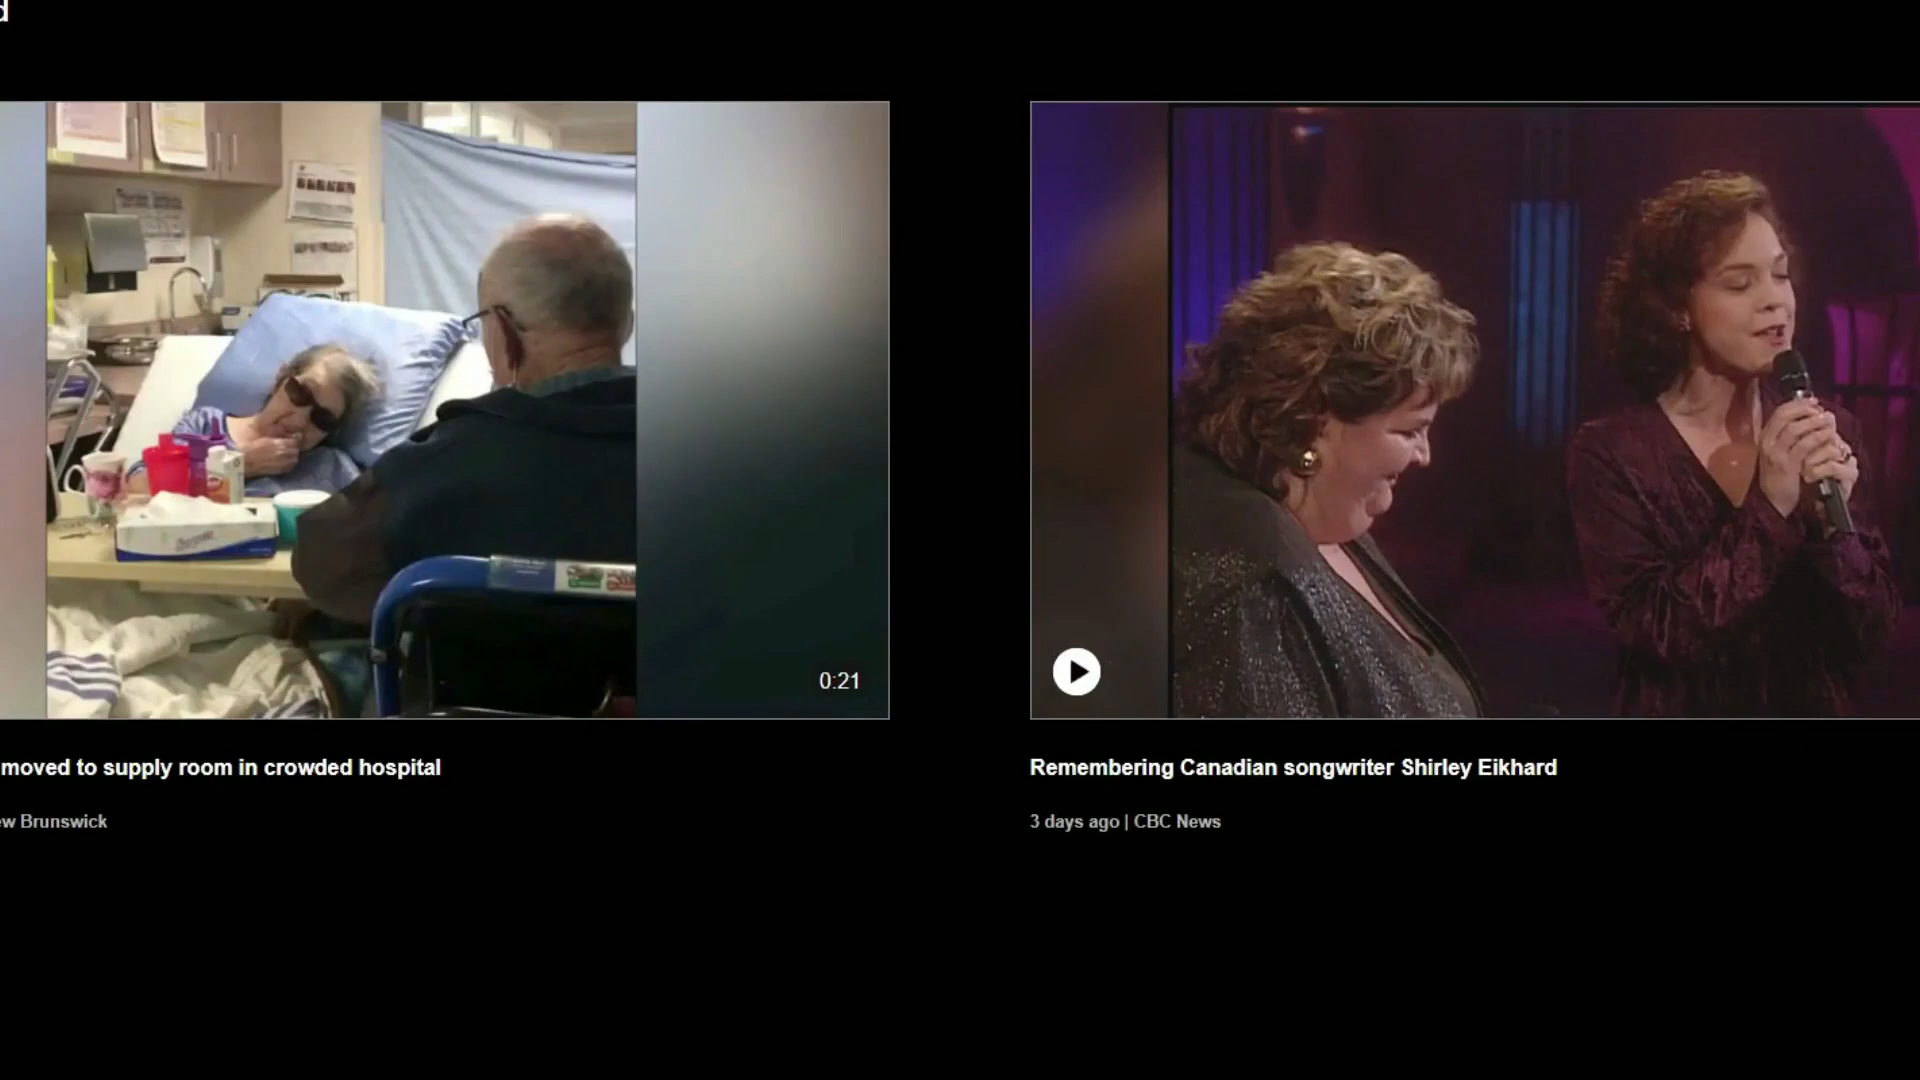 d
0:21
moved to supply room in crowded hospital
ew Brunswick
Remembering Canadian songwriter Shirley Eikhard
3 days ago | CBC News